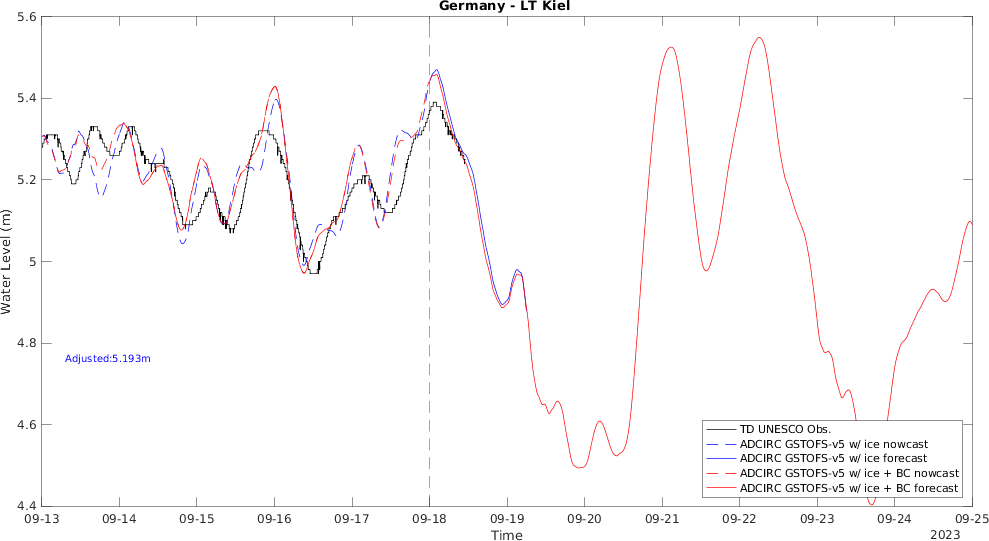 Germany - LT Kiel
5.6
5.4
5.2
5
4.8
4.6
4.4
Water Level (m)
Adjusted:5.193m
TD UNESCO Obs.
ADCIRC GSTOFS-v5 w/ ice nowcast
ADCIRC GSTOFS-v5 w/ ice forecast
ADCIRC GSTOFS-v5 w/ ice + BC nowcast
ADCIRC GSTOFS-v5 w/ ice + BC forecast
09-13 09-14 09-15 09-16 09-17 09-18 09-19 09-20 09-21 09-22 09-23 09-24 09-25
Time
2023